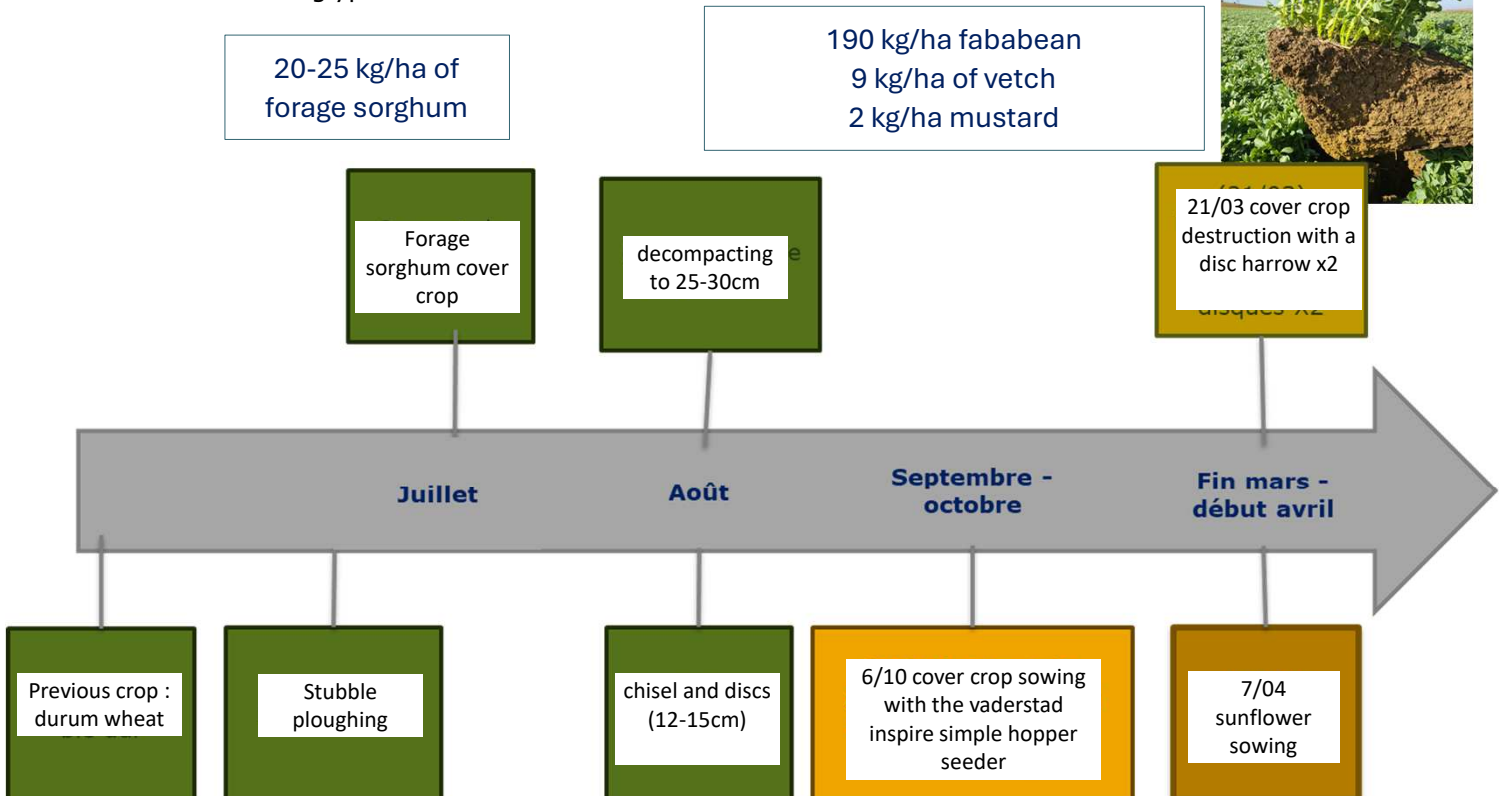 20-25 kg/ha of
forage sorghum
190 kg/ha fababean
9 kg/ha of vetch
2 kg/ha mustard
Forage
sorghum cover
crop
decompacting
to 25-30cm
21/03 cover crop
destruction with a
disc harrow x2
disques x2
Juillet
Août
Septembre -
octobre
Fin mars -
début avril
Previous crop :
durum wheat
Stubble
ploughing
chisel and discs
(12-15cm)
6/10 cover crop sowing
with the vaderstad
inspire simple hopper
seeder
7/04
sunflower
sowing